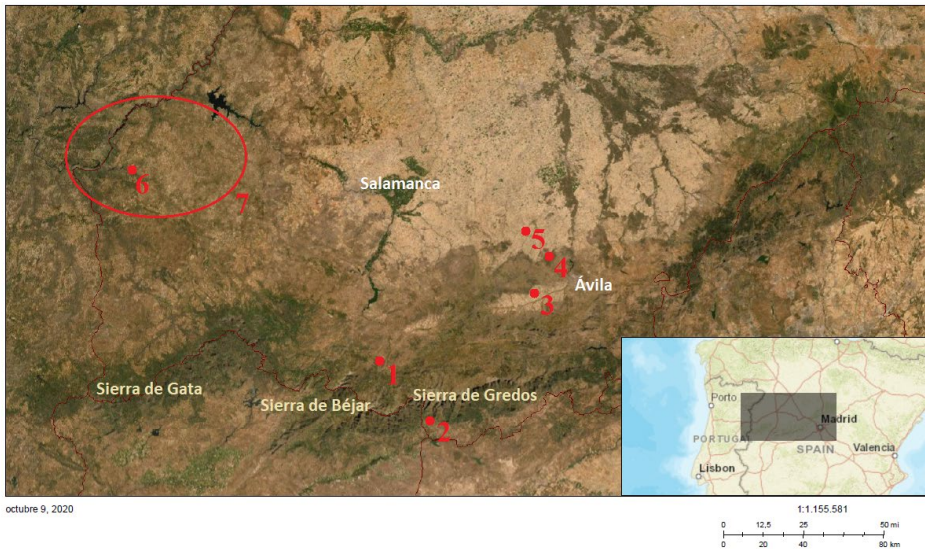 6
7
Salamanca
5
4
Ávila
3
1
Sierra de Gata
Sierra de Béjar
Sierra de Gredos
2
Porto
PORTUGAL
Madrid
SPAIN
Valencia
Lisbon
octubre 9, 2020
1:1.155.581
0 12,5 25 50 mi
0 20 40 80 km